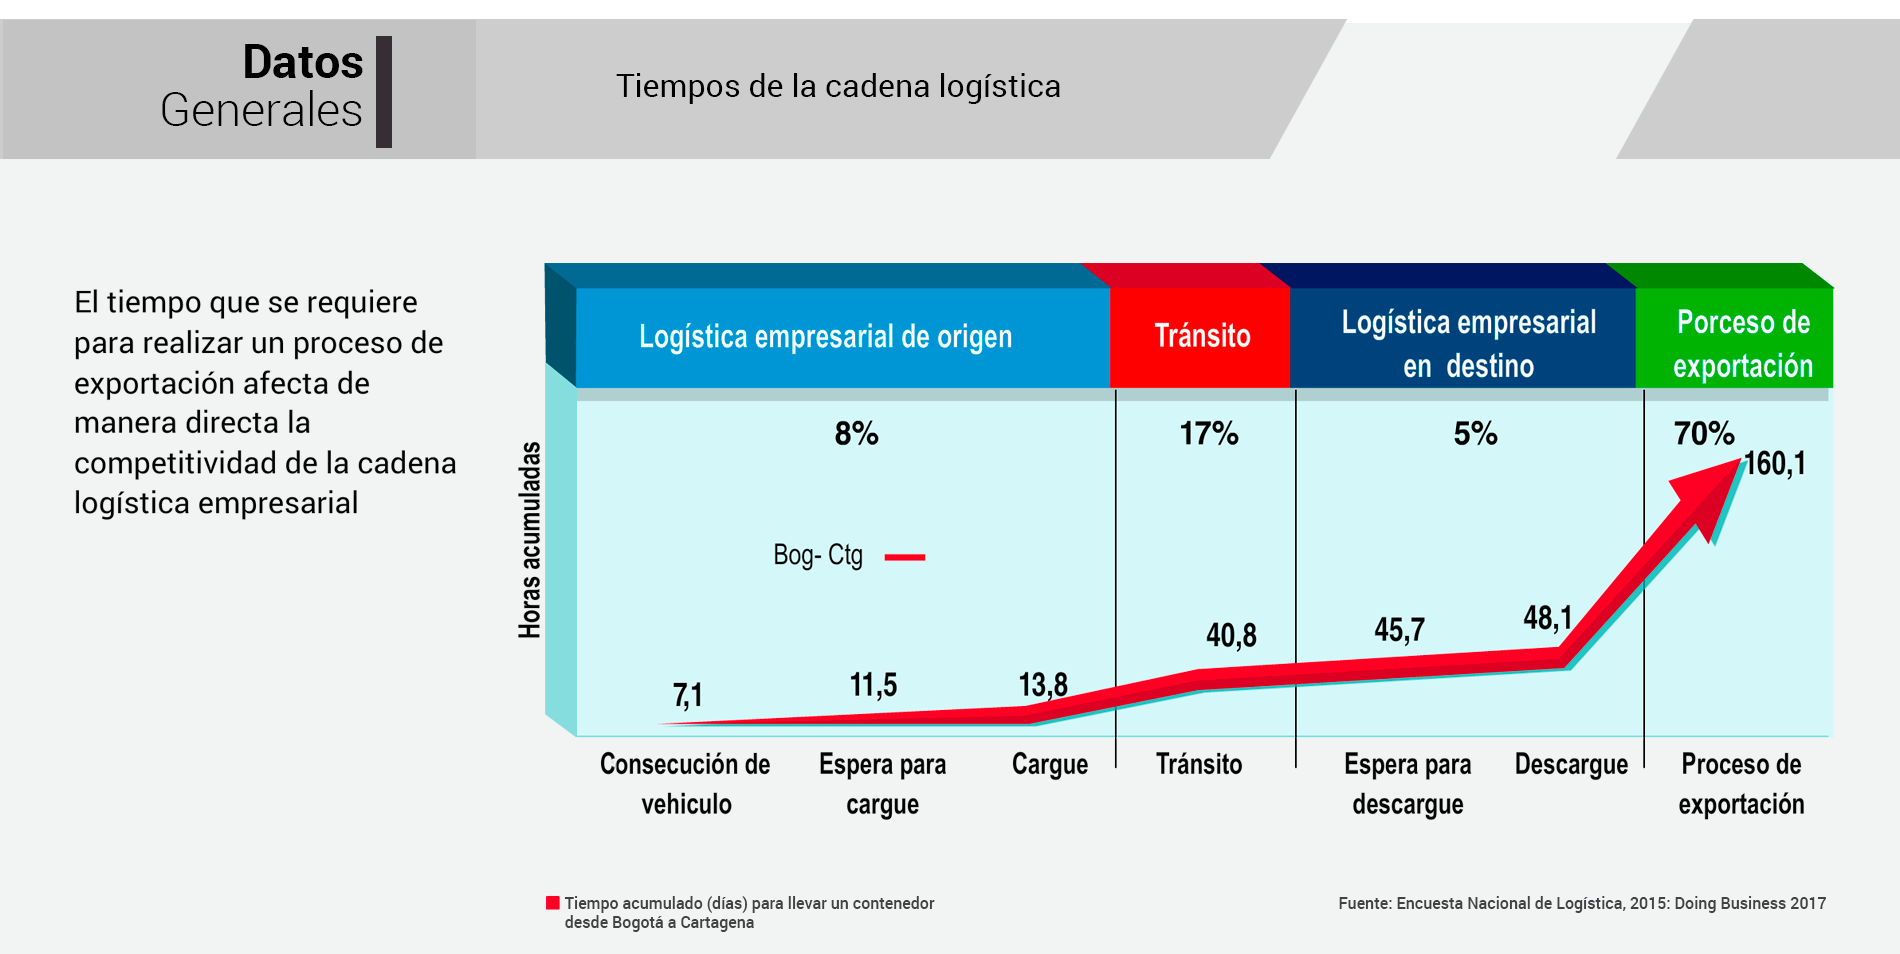 Datos
Generales
Tiempos de la cadena logística
El tiempo que se requiere
para realizar un proceso de
exportación afecta de
manera directa la
competitividad de la cadena
logística empresarial
Logística empresarial de origen
Tránsito
Logística empresarial
en destino
Porceso de
exportación
8%
17%
5%
70%
Horas acumuladas
Bog- Ctg
7,1
11,5
13,8
40,8
45,7
48,1
160,1
Consecución de
vehiculo
Espera para
cargue
Cargue
Tránsito
Espera para
descargue
Descargue
Proceso de
exportación
Tiempo acumulado (días) para llevar un contenedor
desde Bogotá a Cartagena
Fuente: Encuesta Nacional de Logística, 2015: Doing Business 2017